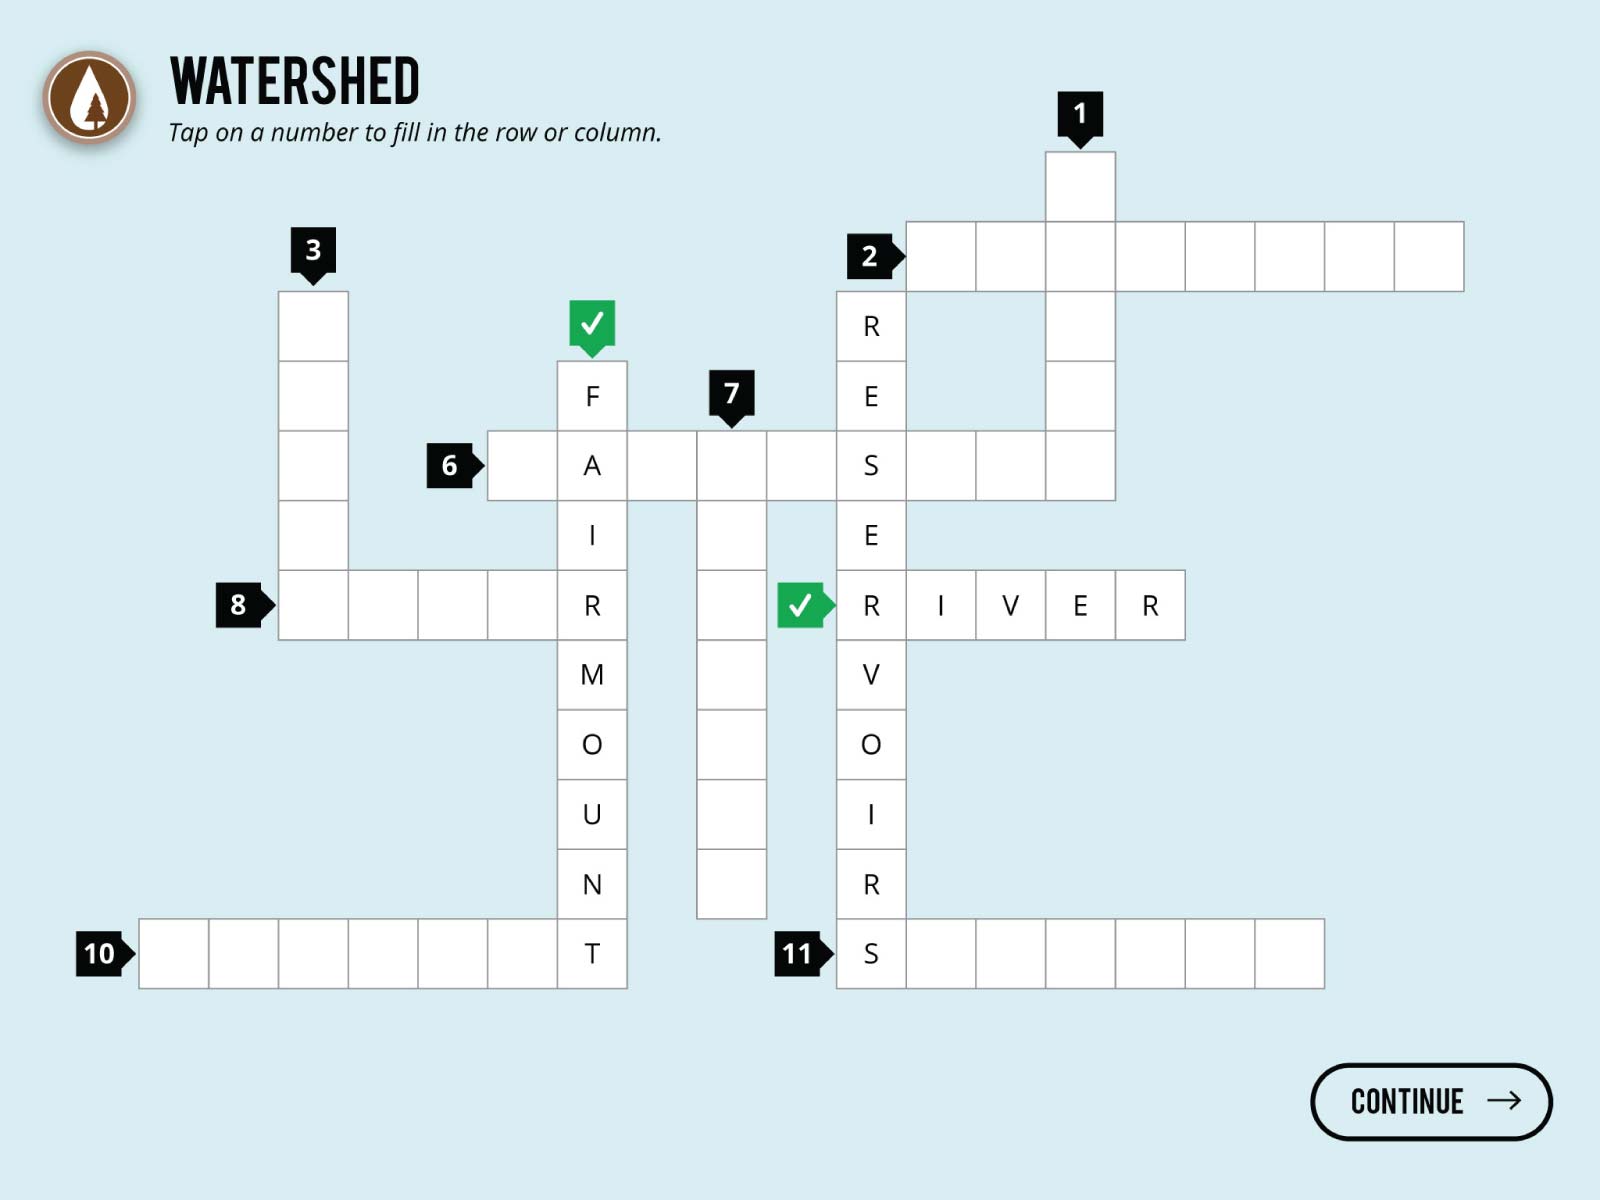 WATERSHED
Tap on a number to fill in the row or column.
1
2
3
R
F
7
E
6
A
S
I
E
8
R
R
I
V
E
R
M
V
O
O
U
I
N
R
10
T
11
S
CONTINUE